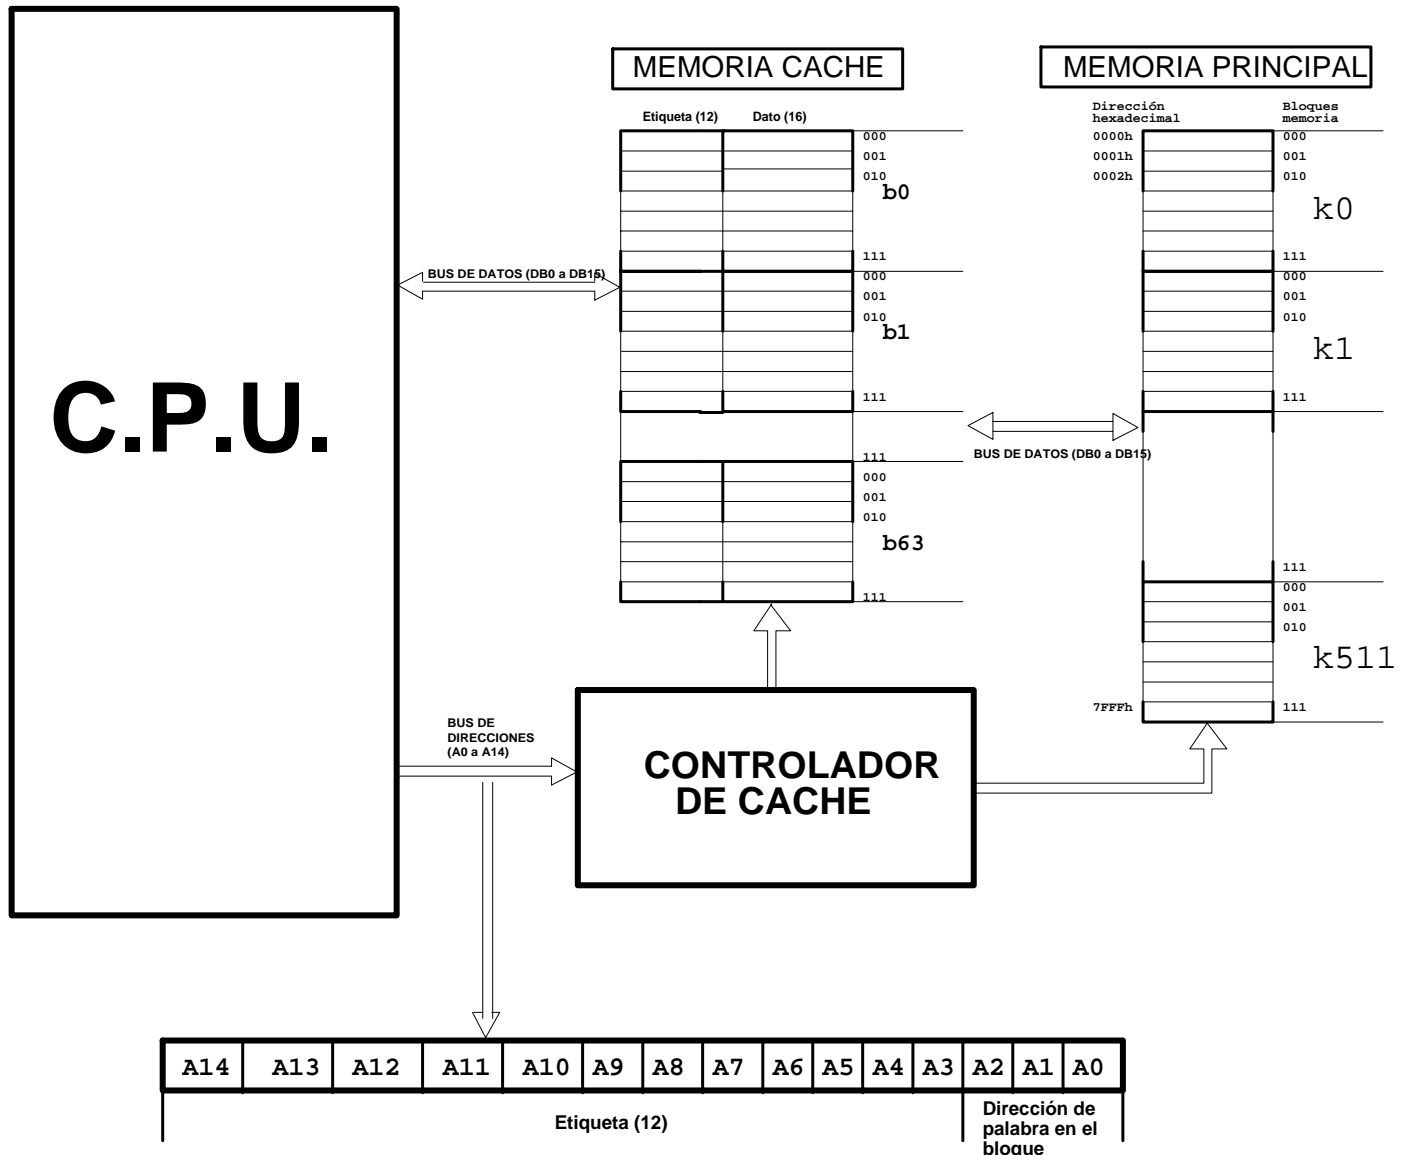 MEMORIA CACHE
MEMORIA PRINCIPAL
Etiqueta (12) Dato (16)
Dirección
hexadecimal
Bloques
memoria
000
001
010
b0
111
000
001
010
b1
111
111
000
001
010
b63
111
0000h
0001h
0002h
000
001
010
k0
111
000
001
010
k1
111
111
000
001
010
k511
7FFFh
111
BUS DE DATOS (DB0 a DB15)
BUS DE DATOS (DB0 a DB15)
C.P.U.
BUS DE
DIRECCIONES
(A0 a A14)
CONTROLADOR
DE CACHE
A14 A13 A12 A11 A10 A9 A8 A7 A6 A5 A4 A3 A2 A1 A0
Etiqueta (12)
Dirección de
palabra en el
bloque